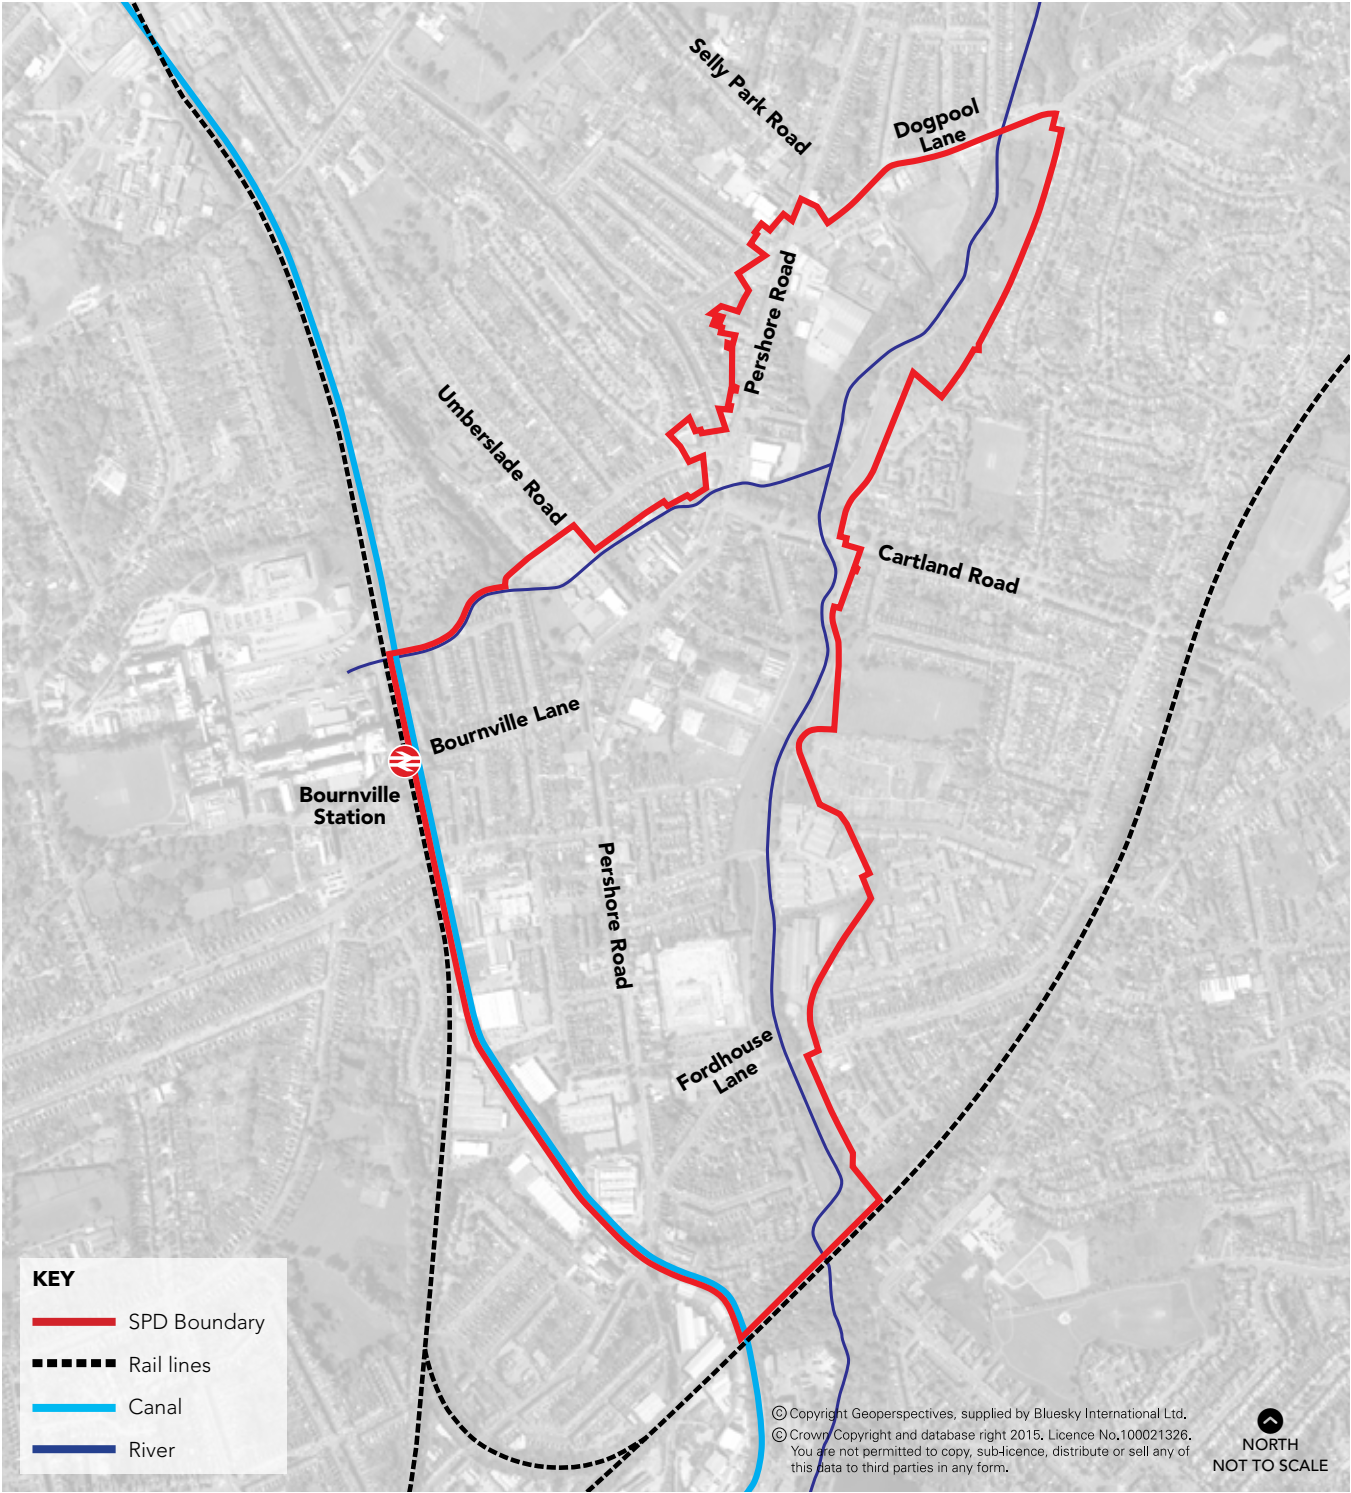 Selly Park Road
Dogpool
Lane
Pershore Road
Umberslade Road
Cartland Road
Bournville Lane
Bournville
Station
Pershore Road
Fordhouse
Lane
KEY
SPD Boundary
Rail lines
Canal
River
© Copyright Geoperspectives, supplied by Bluesky International Ltd.
© Crown Copyright and database right 2015. Licence No.100021326.
You are not permitted to copy, sub-licence, distribute or sell any of
this data to third parties in any form.
NORTH
NOT TO SCALE